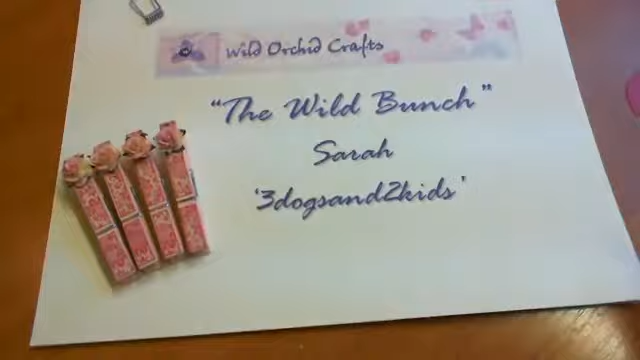 Wild Orchid Crafts
"The Wild Bunch"
Sarah
'3dogsand2kids'